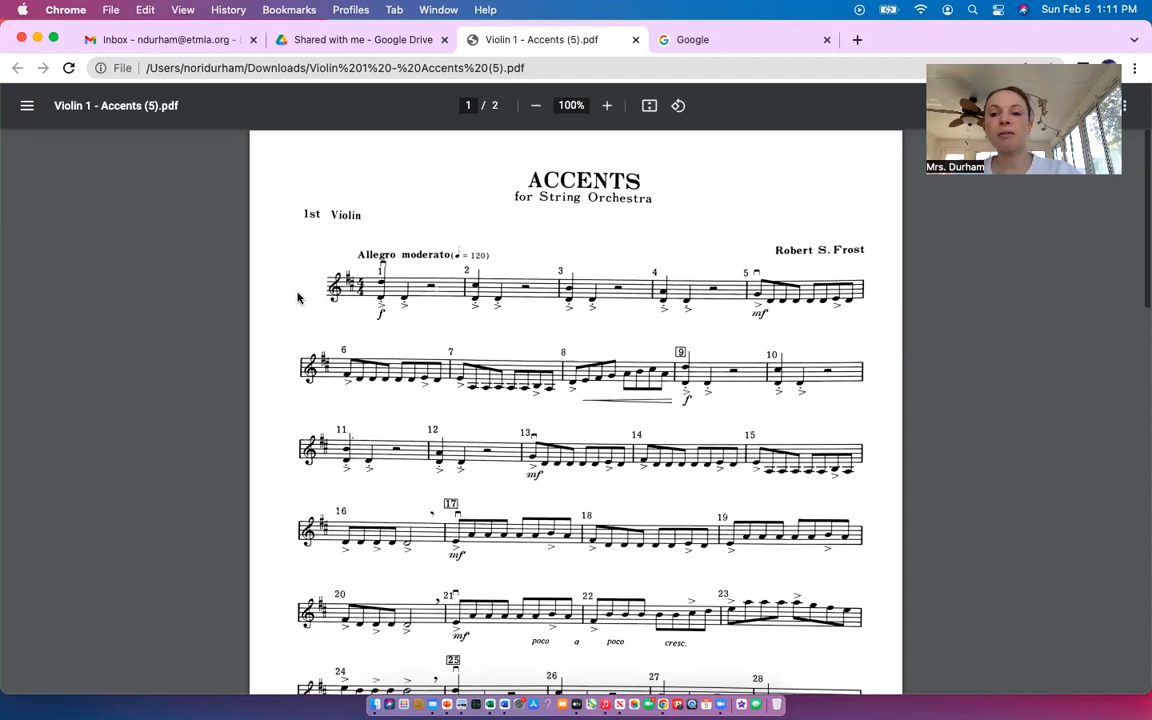 Chrome File Edit View History Bookmarks Profiles Tab Window Help Sun Feb 5 1:11 PM
Inbox - ndurham@etmla.org - Shared with me - Google Drive Violin 1 - Accents (5).pdf Google
File /Users/noridurham/Downloads/Violin%201%20-%20Accents%20(5).pdf
Violin 1 - Accents (5).pdf 1 / 2 100%
Mrs. Durham
ACCENTS
for String Orchestra
1st Violin
Robert S. Frost
Allegro moderato (♩ = 120)
1 2 3 4 5
f mf
6 7 8 9 10
f
11 12 13 14 15
mf
16 17 18 19
mf
20 21 22 23
mf poco a poco cresc.
24 25 26 27 28